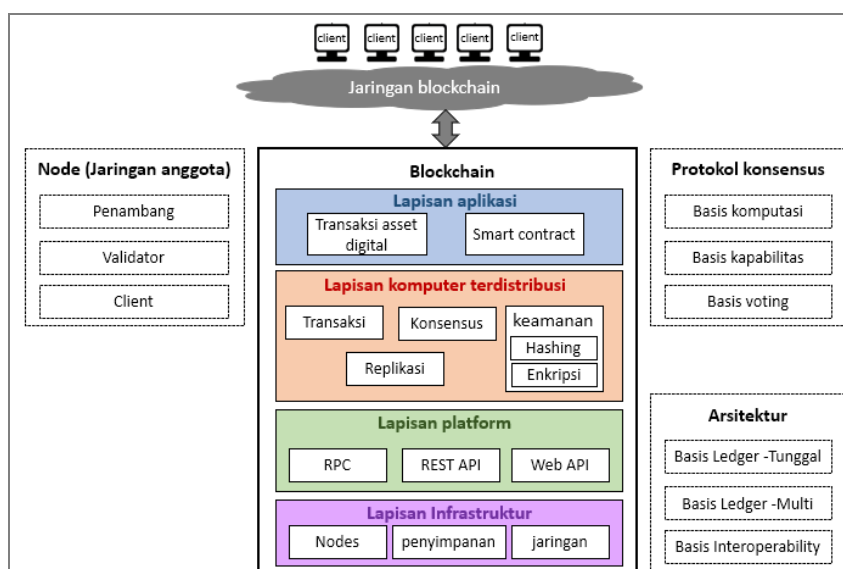 client client client client client
Jaringan blockchain
Node (Jaringan anggota)
Penambang
Validator
Client
Blockchain
Lapisan aplikasi
Transaksi asset
digital
Smart contract
Lapisan komputer terdistribusi
Transaksi
Konsensus
keamanan
Hashing
Enkripsi
Replikasi
Lapisan platform
RPC
REST API
Web API
Lapisan Infrastruktur
Nodes
penyimpanan
jaringan
Protokol konsensus
Basis komputasi
Basis kapabilitas
Basis voting
Arsitektur
Basis Ledger -Tunggal
Basis Ledger -Multi
Basis Interoperability